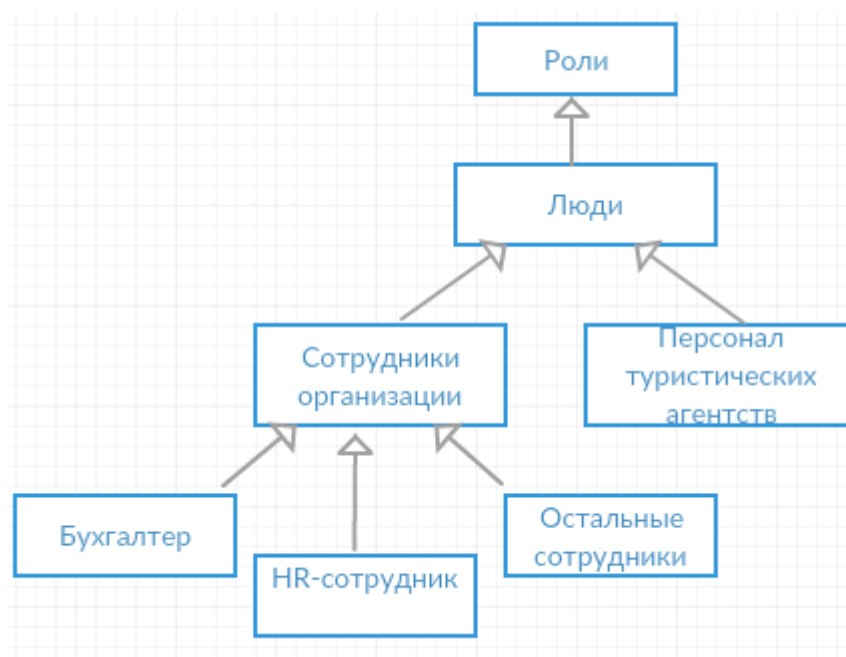 Роли
Люди
Сотрудники
организации
Персонал
туристических
агентств
Бухгалтер
HR-сотрудник
Остальные
сотрудники